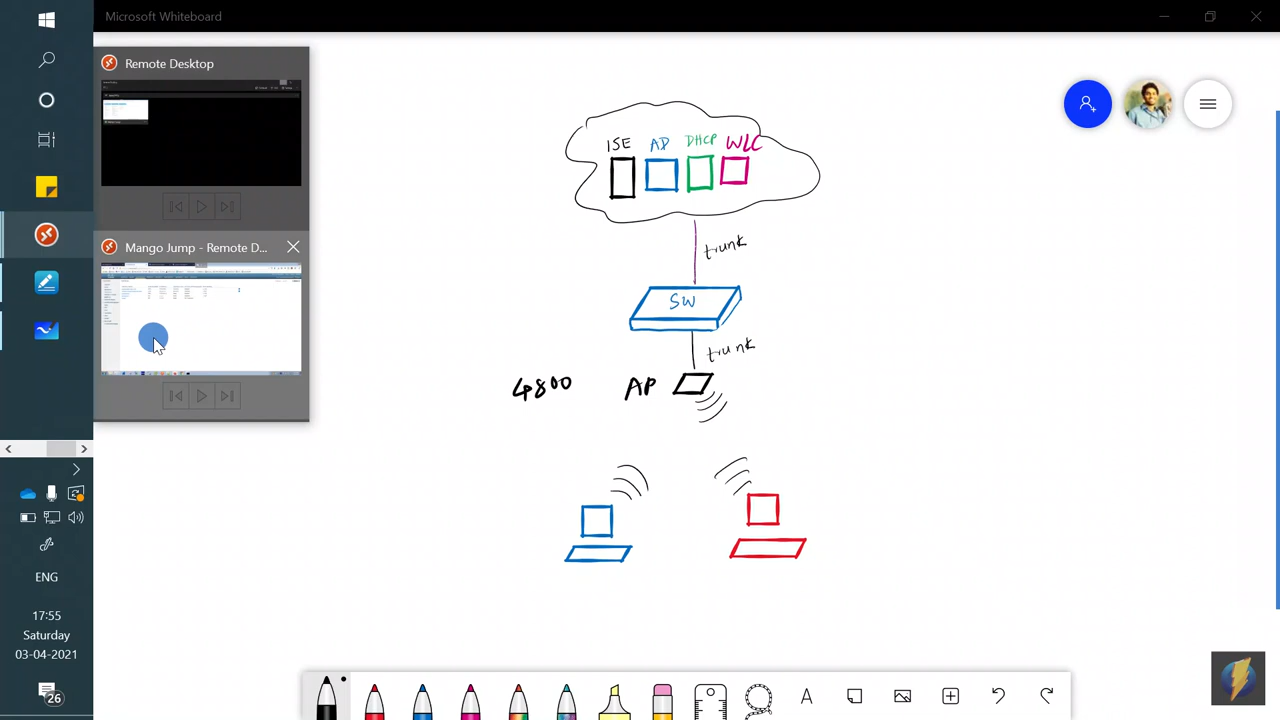 Microsoft Whiteboard
Remote Desktop
Mango Jump - Remote D...
ISE AD DHCP WLC
trunk
SW
trunk
4800 AP
ENG
17:55
Saturday
03-04-2021
26
A